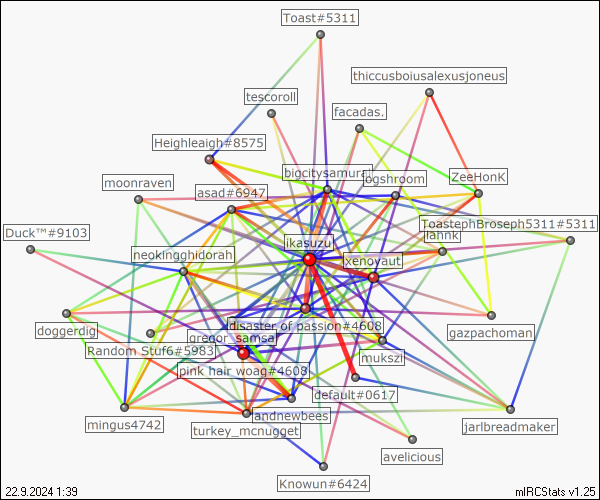 Toast#5311
thiccusboiusalexusjoneus
tescoroll
facadas.
Heighleaigh#8575
bigcitysamurai
ogshroom
ZeeHonK
moonraven
asad#6947
ToastephBroseph5311#5311
Duck™#9103
ikasuzu
neokingghidorah
xenoyaut
disaster of passion#4608
doggerdig
gregor_samsa
gazpachoman
Random Stuf6#5983
mukszi
pink hair woag#4608
default#0617
mingus4742
andnewbees
turkey_mcnugget
jarlbreadmaker
avelicious
Knowun#6424
22.9.2024 1:39
mIRCStats v1.25